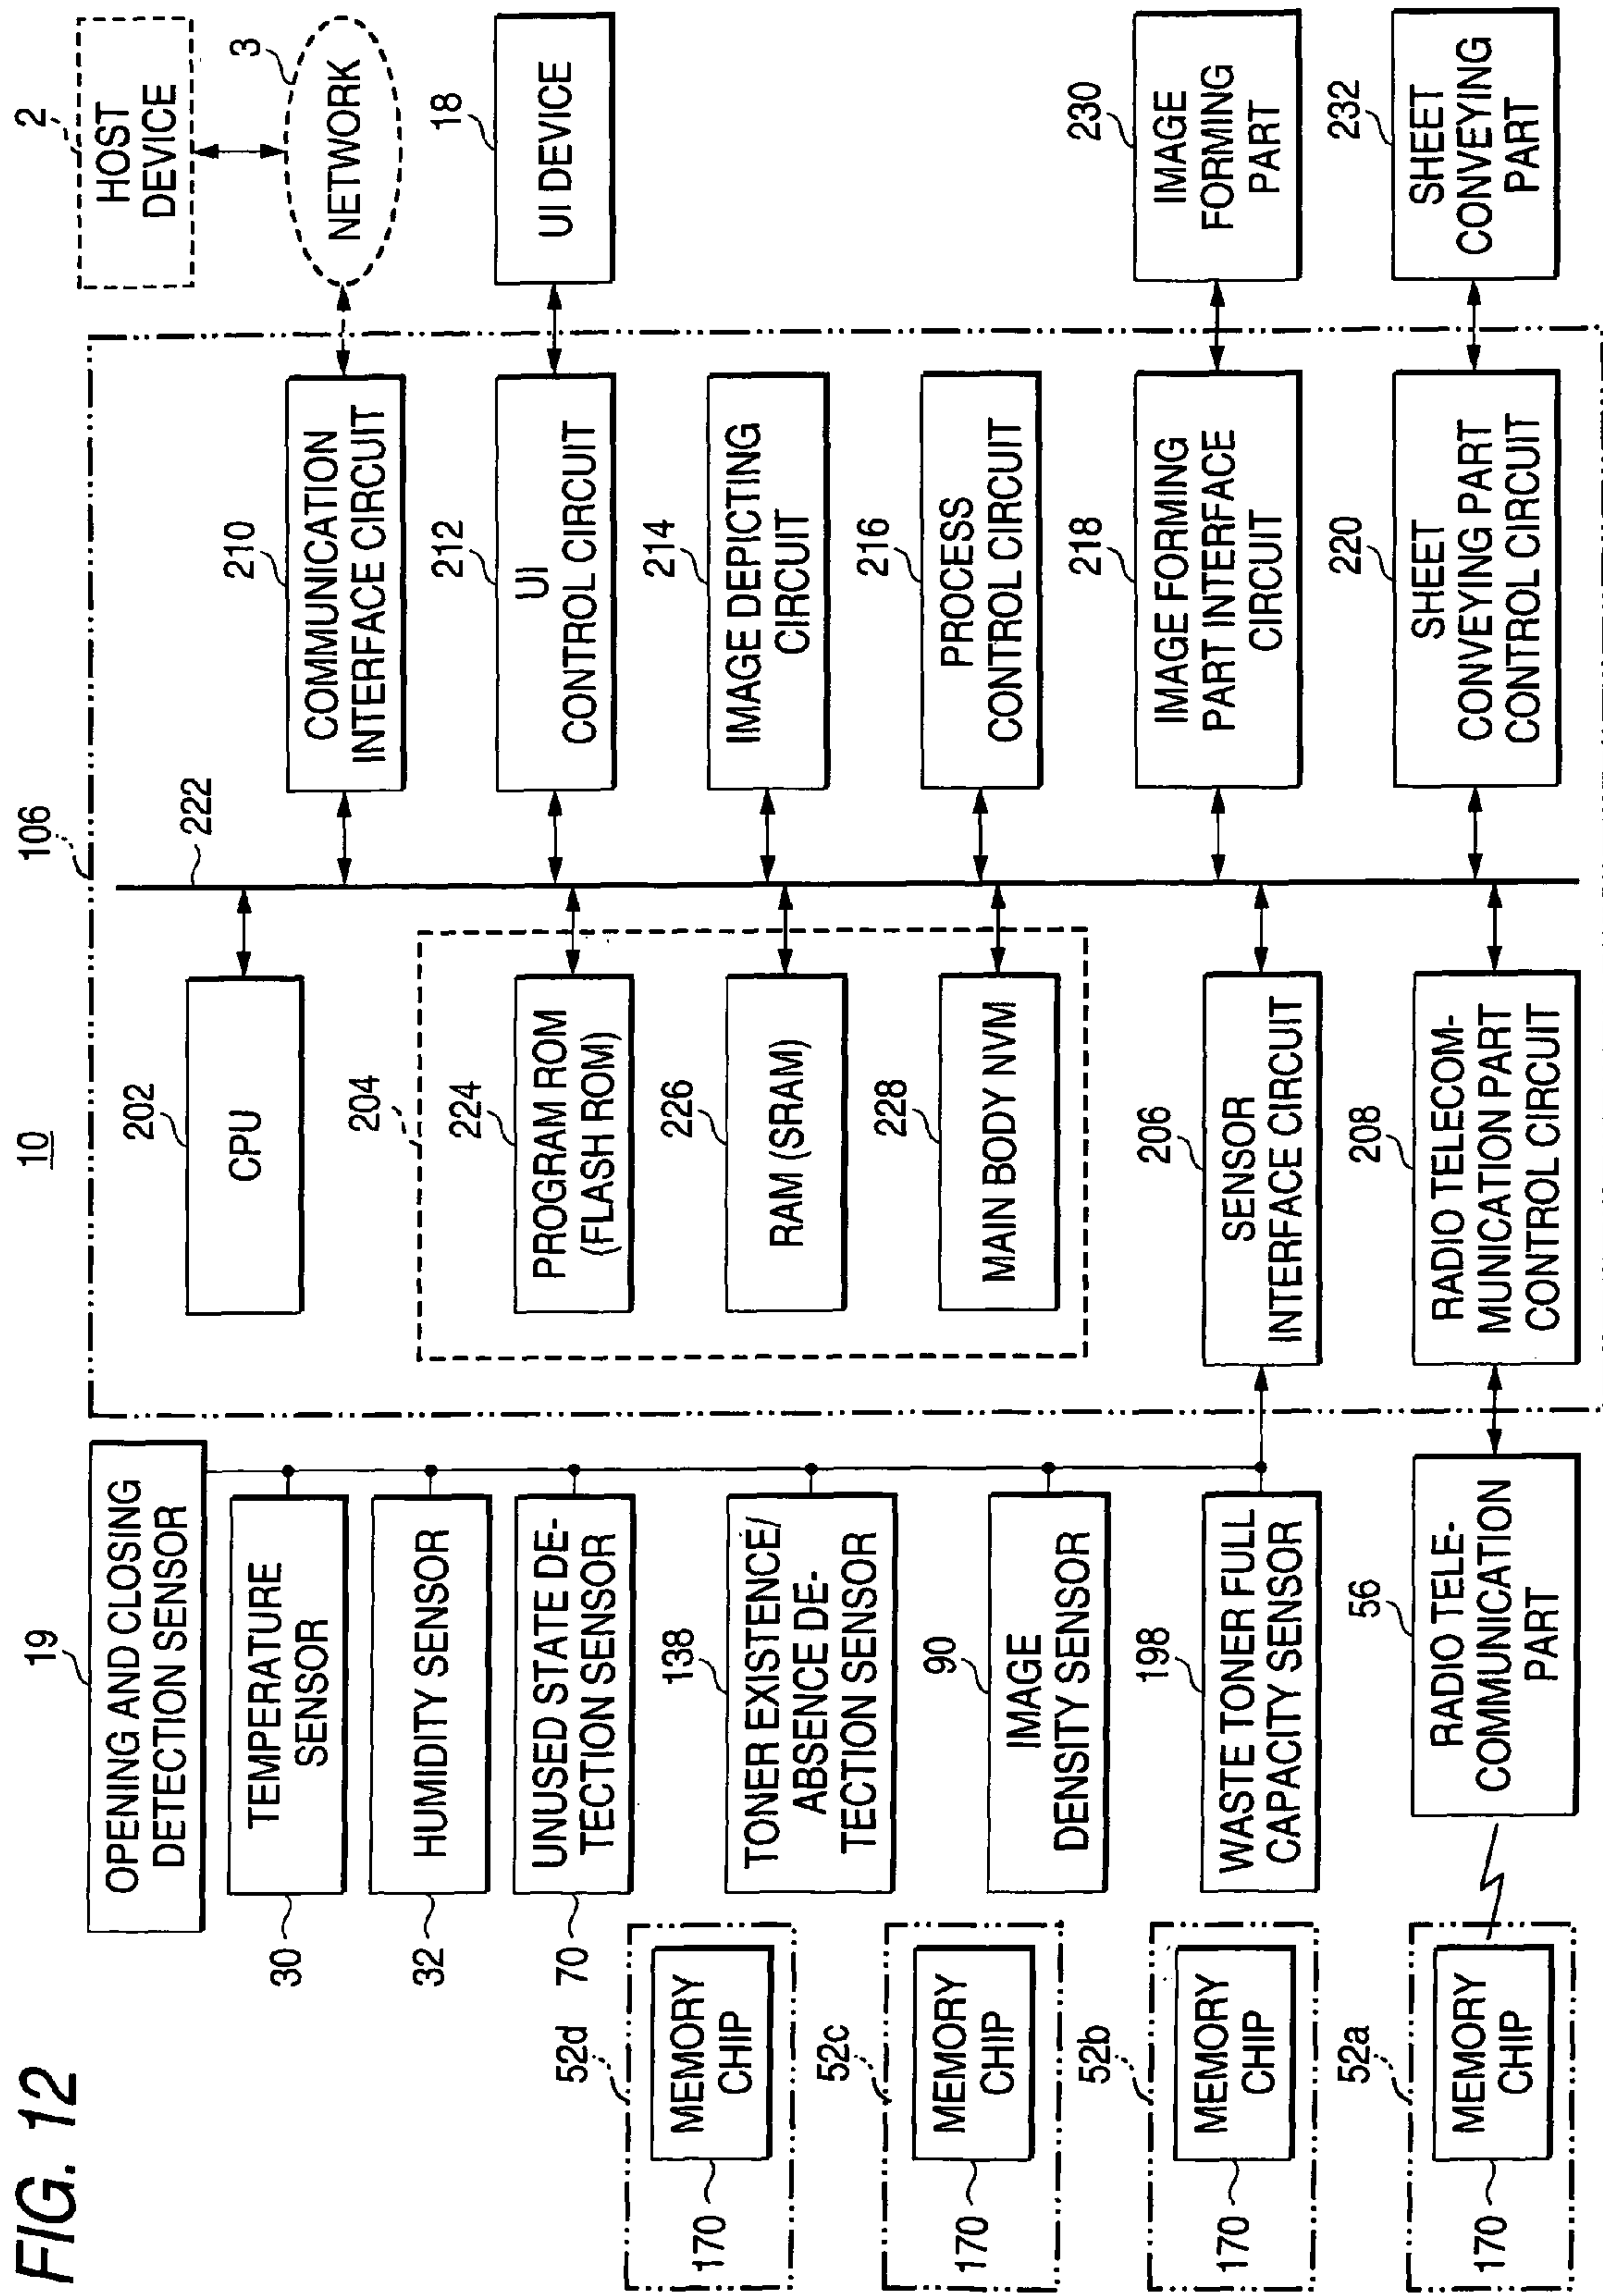 FIG. 12
10
106
2
HOST
DEVICE
3
NETWORK
19
OPENING AND CLOSING
DETECTION SENSOR
30
TEMPERATURE
SENSOR
32
HUMIDITY SENSOR
70
UNUSED STATE DE-
TECTION SENSOR
138
TONER EXISTENCE/
ABSENCE DE-
TECTION SENSOR
90
IMAGE
DENSITY SENSOR
198
WASTE TONER FULL
CAPACITY SENSOR
56
RADIO TELE-
COMMUNICATION
PART
52d
MEMORY
CHIP
170
52c
MEMORY
CHIP
170
52b
MEMORY
CHIP
170
52a
MEMORY
CHIP
170
202
CPU
204
224
PROGRAM ROM
(FLASH ROM)
226
RAM (SRAM)
228
MAIN BODY NVM
206
SENSOR
INTERFACE CIRCUIT
208
RADIO TELECOM-
MUNICATION PART
CONTROL CIRCUIT
222
210
COMMUNICATION
INTERFACE CIRCUIT
212
UI
CONTROL CIRCUIT
214
IMAGE DEPICTING
CIRCUIT
216
PROCESS
CONTROL CIRCUIT
218
IMAGE FORMING
PART INTERFACE
CIRCUIT
220
SHEET
CONVEYING PART
CONTROL CIRCUIT
18
UI DEVICE
230
IMAGE
FORMING
PART
232
SHEET
CONVEYING
PART